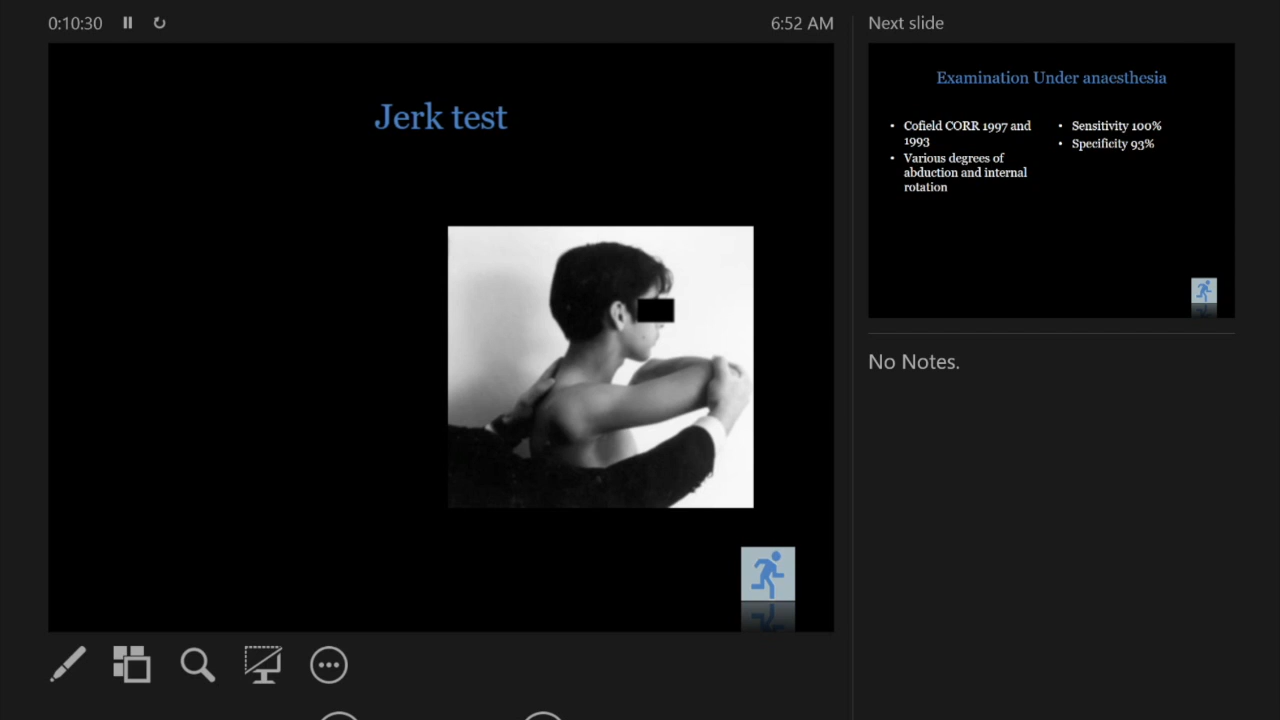 0:10:30
6:52 AM
Next slide
Jerk test
Examination Under anaesthesia
• Cofield CORR 1997 and
1993
• Various degrees of
abduction and internal
rotation
• Sensitivity 100%
• Specificity 93%
No Notes.